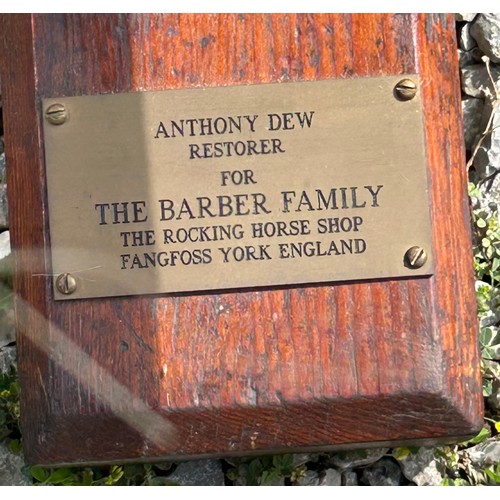 ANTHONY DEW
RESTORER
FOR
THE BARBER FAMILY
THE ROCKING HORSE SHOP
FANGFOSS YORK ENGLAND